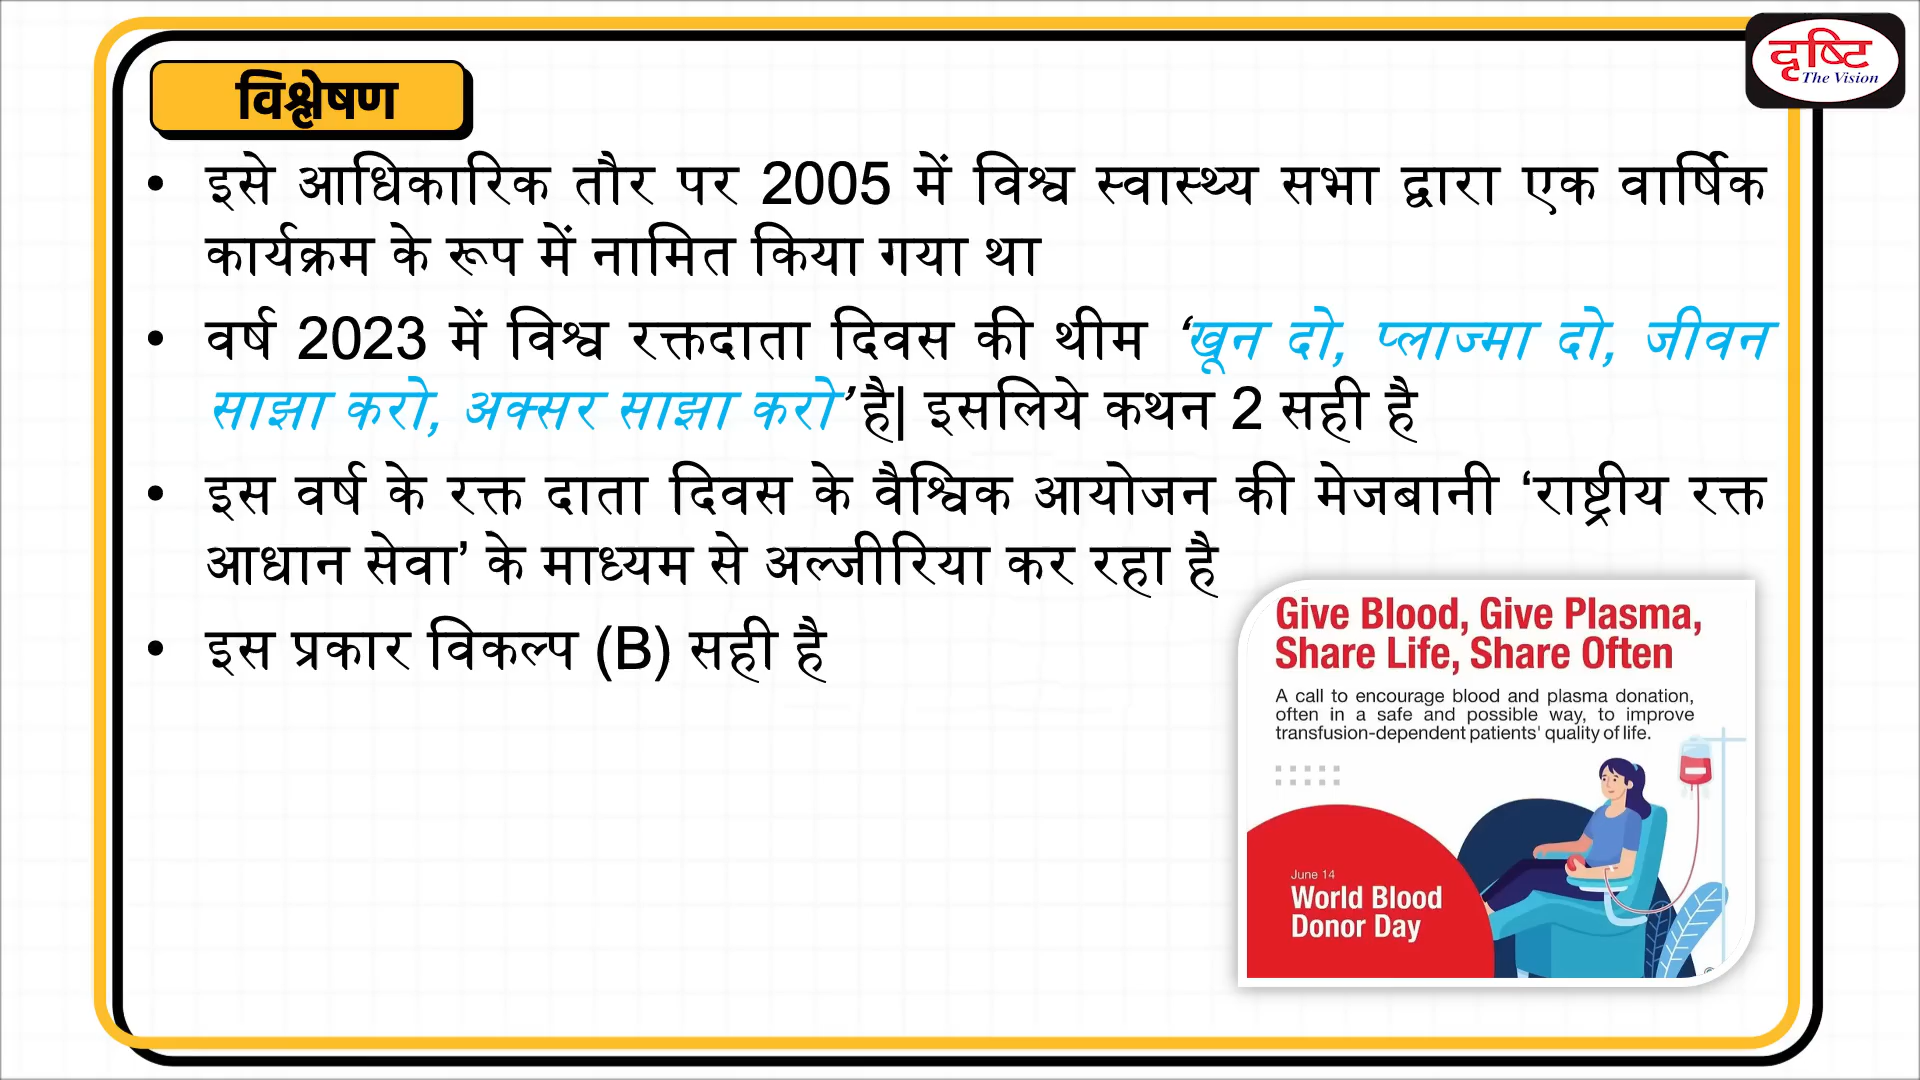 दृष्टि
The Vision
विश्लेषण
• इसे आधिकारिक तौर पर 2005 में विश्व स्वास्थ्य सभा द्वारा एक वार्षिक
कार्यक्रम के रूप में नामित किया गया था
• वर्ष 2023 में विश्व रक्तदाता दिवस की थीम ‘खून दो, प्लाज्मा दो, जीवन
साझा करो, अक्सर साझा करो’ है| इसलिये कथन 2 सही है
• इस वर्ष के रक्त दाता दिवस के वैश्विक आयोजन की मेजबानी ‘राष्ट्रीय रक्त
आधान सेवा’ के माध्यम से अल्जीरिया कर रहा है
• इस प्रकार विकल्प (B) सही है
Give Blood, Give Plasma,
Share Life, Share Often
A call to encourage blood and plasma donation,
often in a safe and possible way, to improve
transfusion-dependent patients' quality of life.
June 14
World Blood
Donor Day